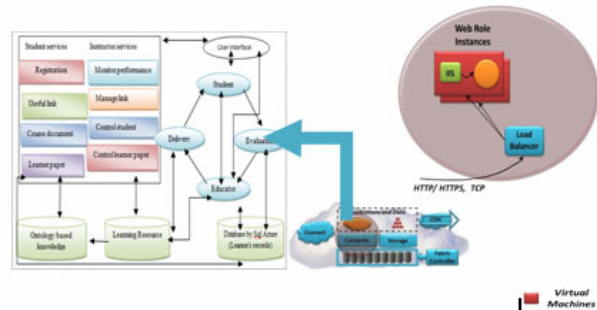 Student services
Instructor services
Registration
Monitor performance
Useful link
Manage link
Course document
Control student
Learner paper
Control learner paper
User interface
Student
Delivery
Educator
Ontology based
knowledge
Learning Resource
Database by Sql Azure
(Learner's records)
Web Role
Instances
IIS
Load
Balancer
HTTP/ HTTPS, TCP
Connect
Compute
Storage
Fabric
Controller
Virtual
Machines